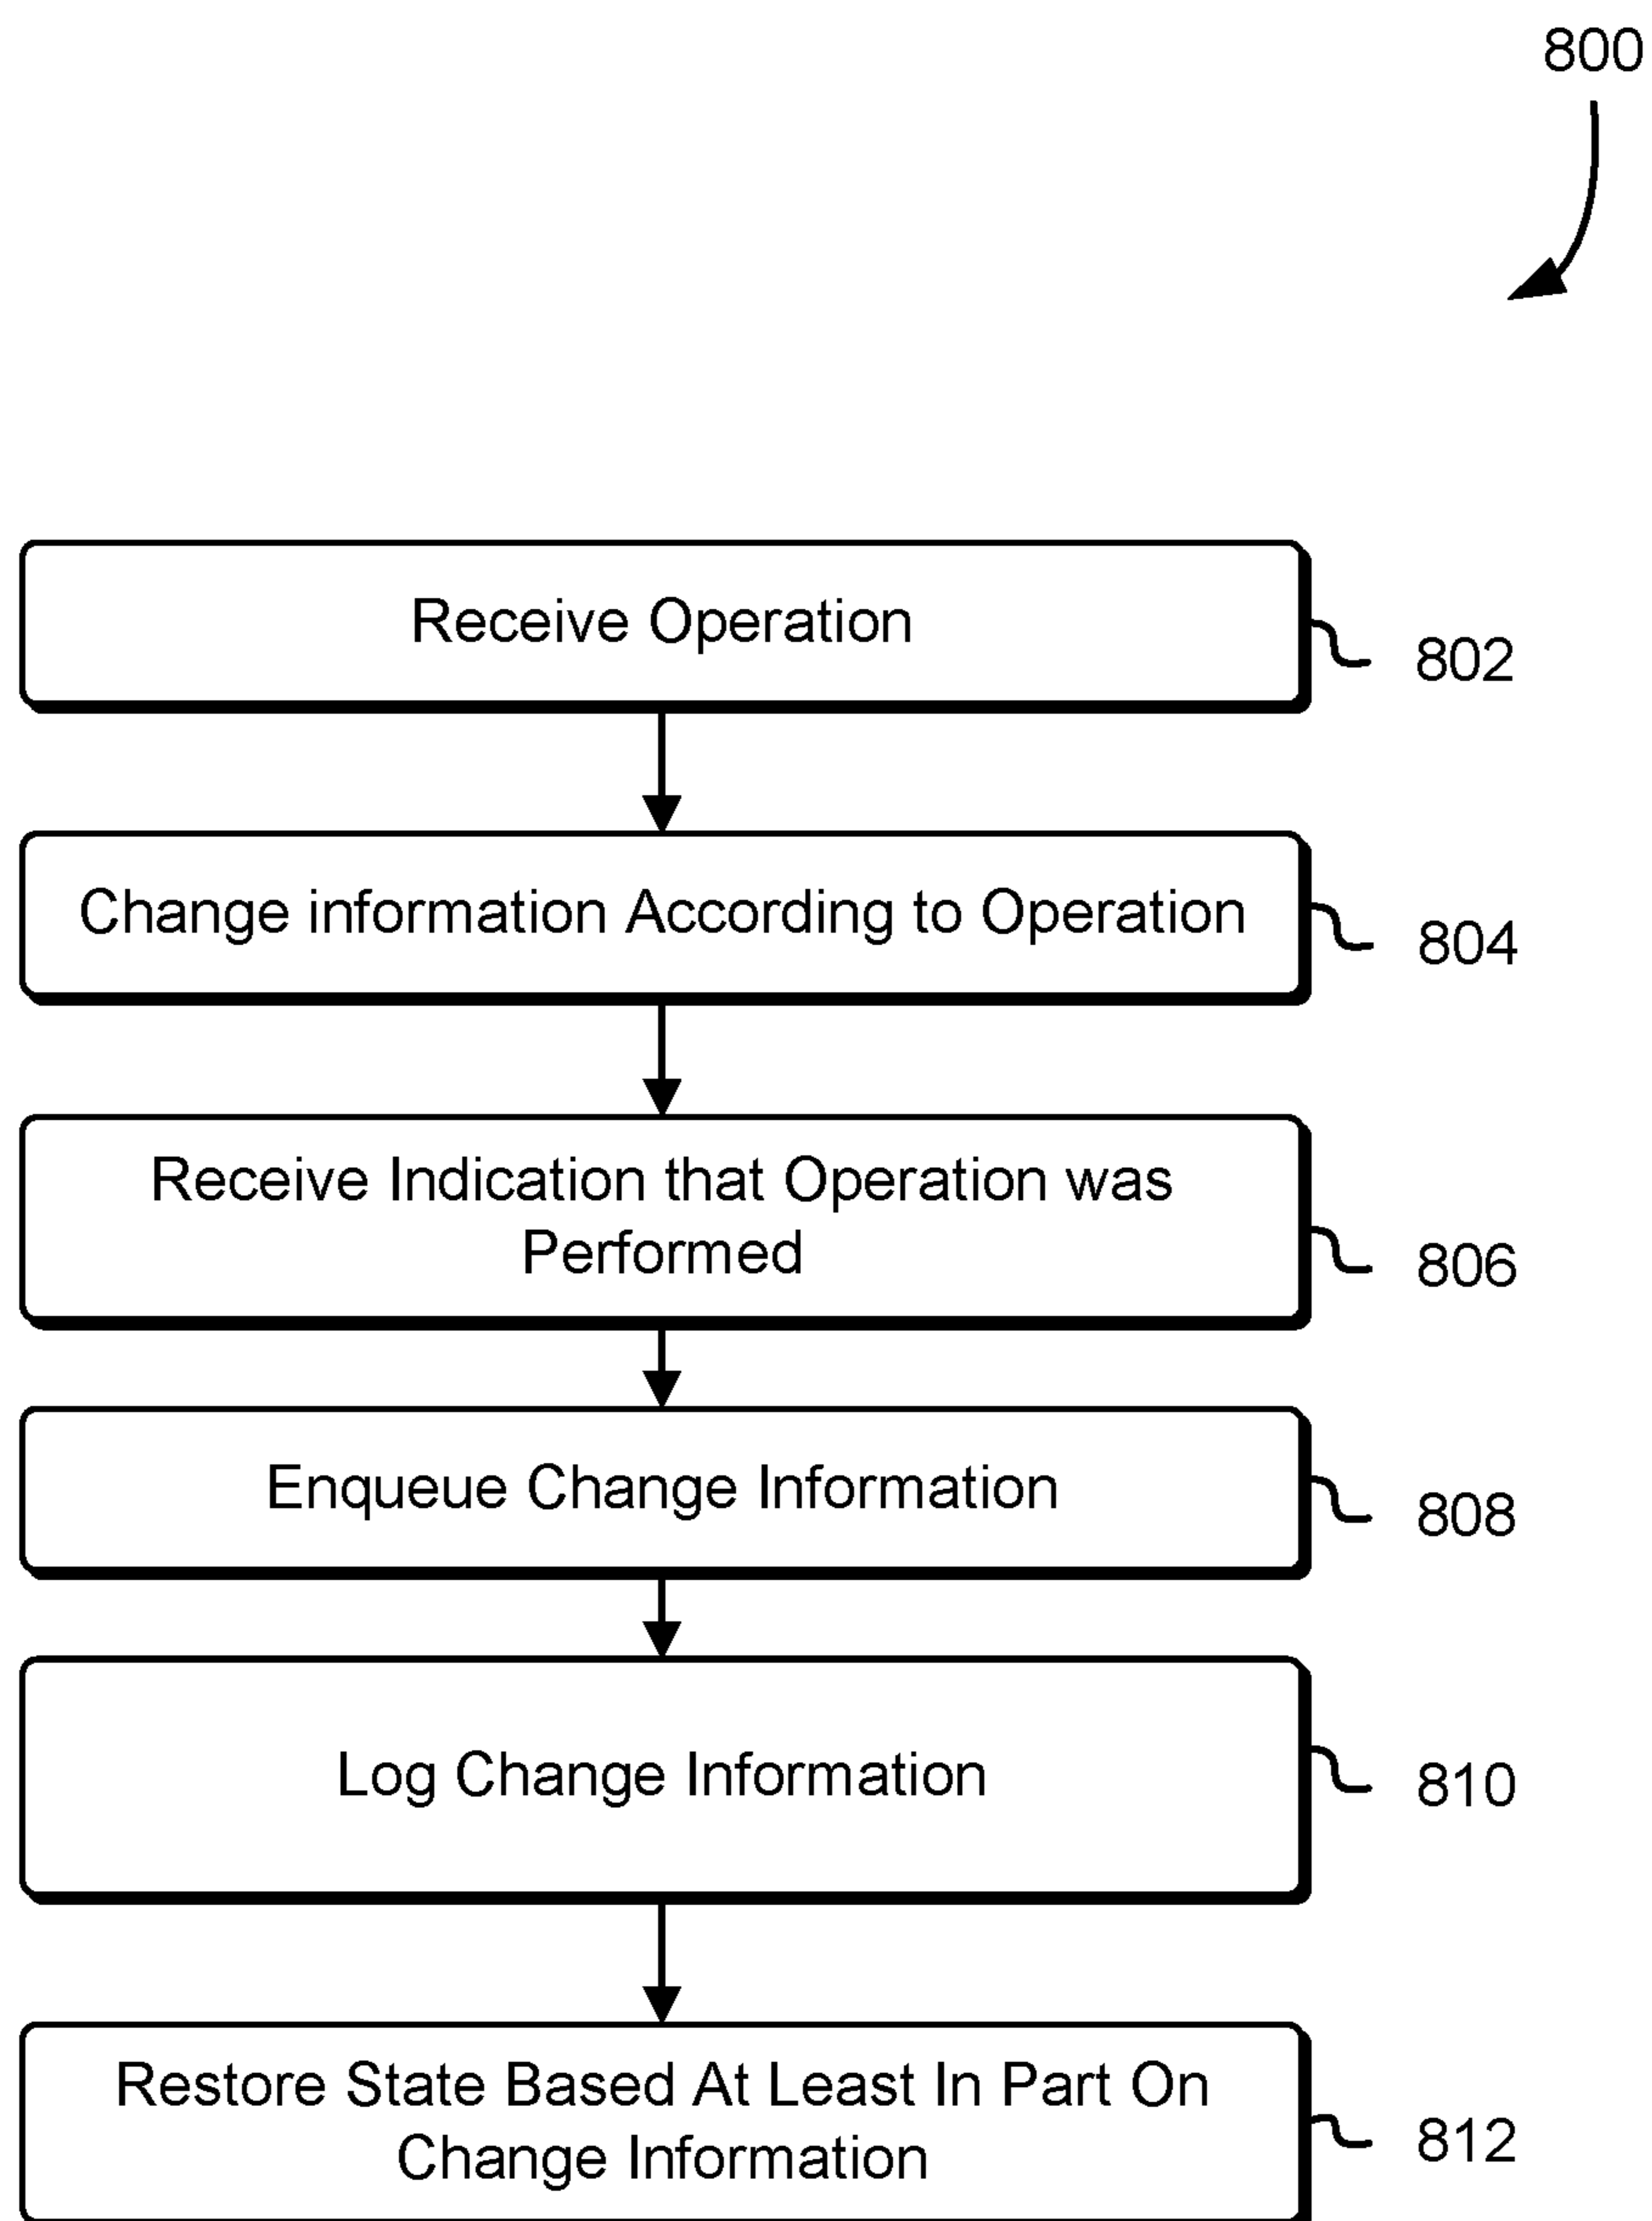 800
Receive Operation
802
Change information According to Operation
804
Receive Indication that Operation was
Performed
806
Enqueue Change Information
808
Log Change Information
810
Restore State Based At Least In Part On
Change Information
812